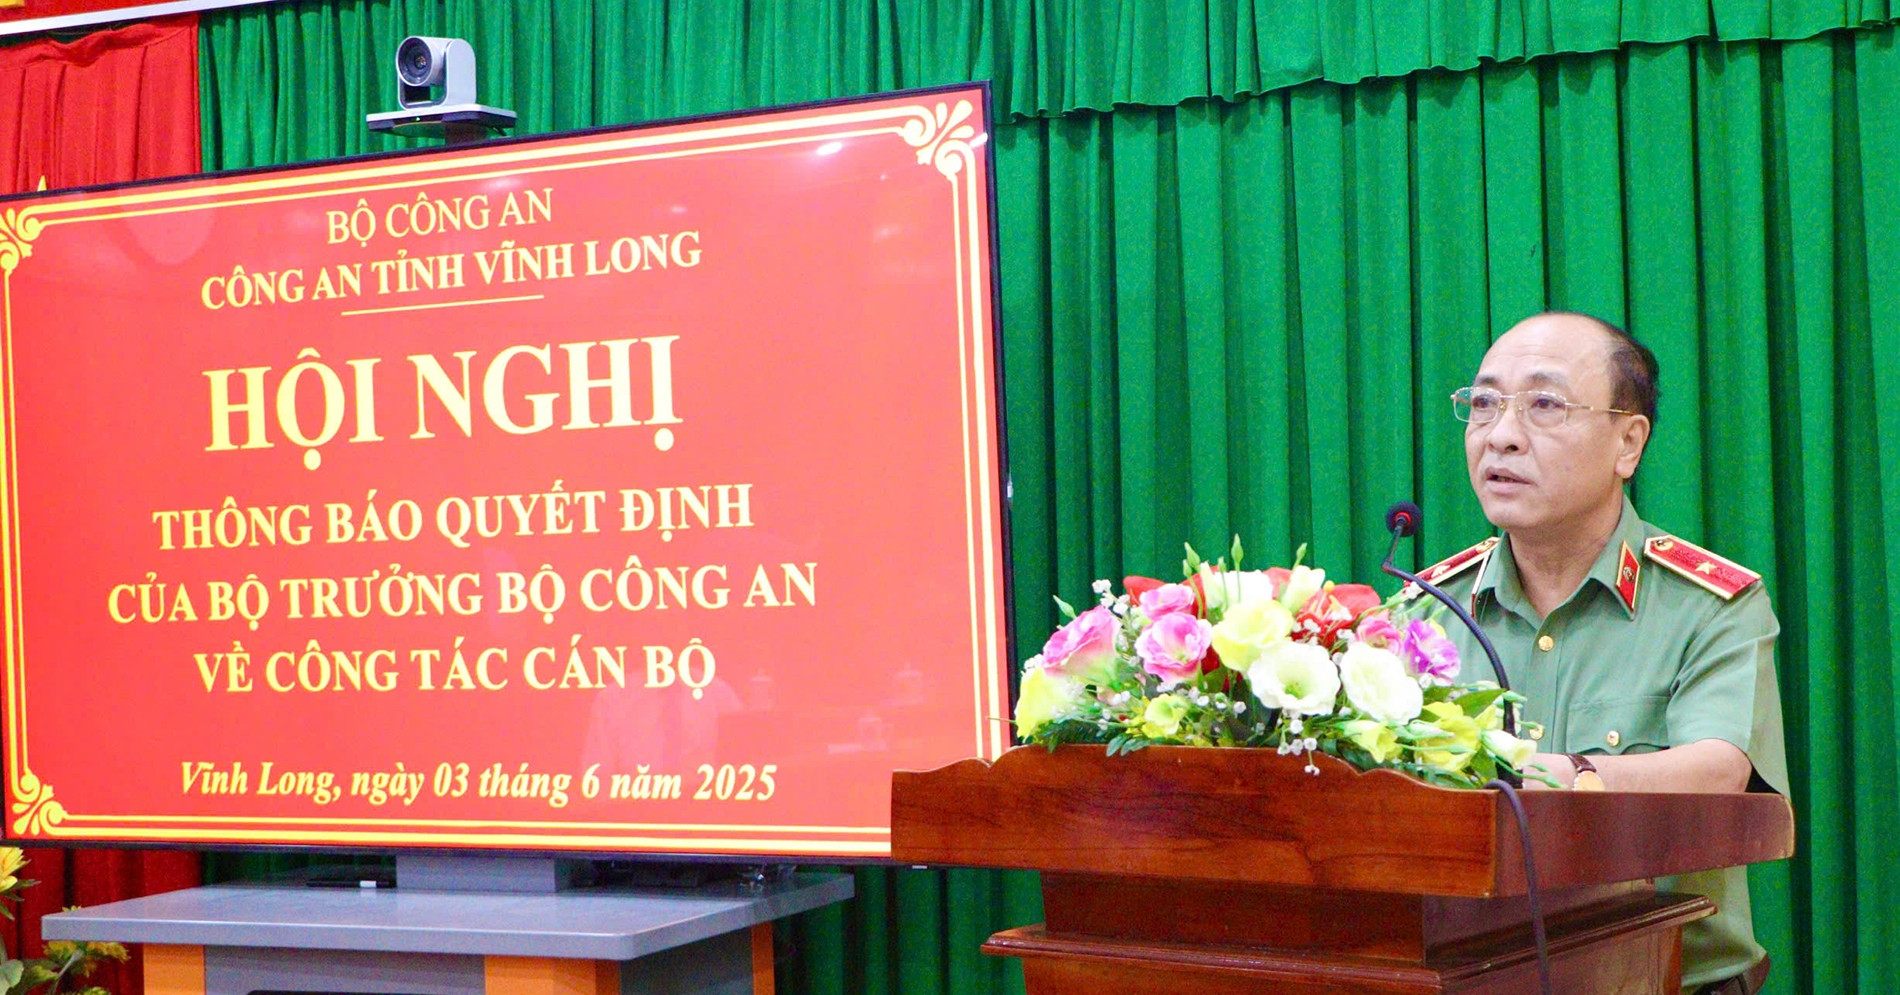 BỘ CÔNG AN
CÔNG AN TỈNH VĨNH LONG
HỘI NGHỊ
THÔNG BÁO QUYẾT ĐỊNH
CỦA BỘ TRƯỞNG BỘ CÔNG AN
VỀ CÔNG TÁC CÁN BỘ
Vĩnh Long, ngày 03 tháng 6 năm 2025